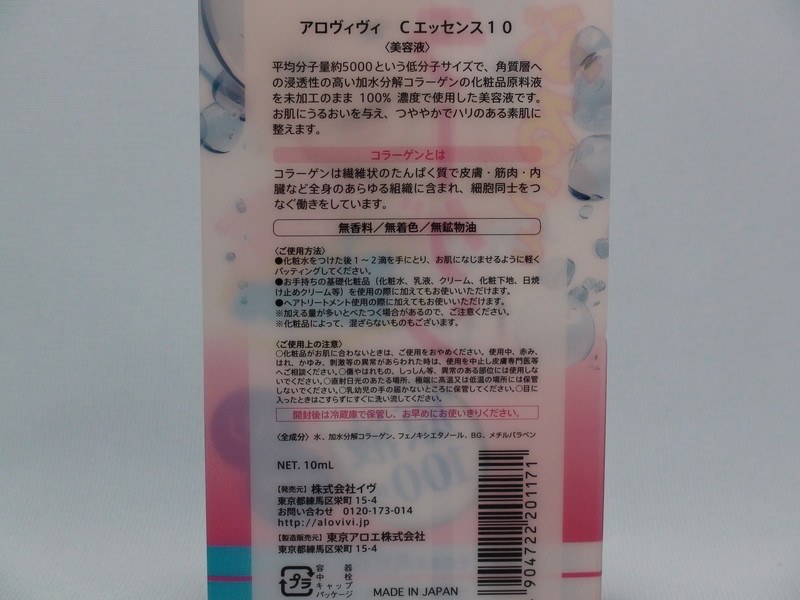 アロヴィヴィ　Ｃエッセンス１０
〈美容液〉
平均分子量約5000という低分子サイズで、角質層へ
の浸透性の高い加水分解コラーゲンの化粧品原料液
を未加工のまま 100％ 濃度で使用した美容液です。
お肌にうるおいを与え、つややかでハリのある素肌に
整えます。
コラーゲンとは
コラーゲンは繊維状のたんぱく質で皮膚・筋肉・内
臓など全身のあらゆる組織に含まれ、細胞同士をつ
なぐ働きをしています。
無香料／無着色／無鉱物油
〈ご使用方法〉
●化粧水をつけた後１～２滴を手にとり、お肌になじませるように軽く
パッティングしてください。
●お手持ちの基礎化粧品（化粧水、乳液、クリーム、化粧下地、日焼
け止めクリーム等）を使用の際に加えてもお使いいただけます。
●ヘアトリートメント使用の際に加えてもお使いいただけます。
※加える量が多いとべたつく場合があるので、ご注意ください。
※化粧品によって、混ざらないものもございます。
〈ご使用上の注意〉
○化粧品がお肌に合わないときは、ご使用をおやめください。使用中、赤み、
はれ、かゆみ、刺激等の異常があらわれた時は、使用を中止し皮膚専門医等
へご相談ください。○傷やはれもの、しっしん等、異常のある部位には使用しな
いでください。○直射日光のあたる場所、極端に高温又は低温の場所には保管
しないでください。○乳幼児の手の届かないところに保管してください。○目に
入ったときはこすらずにすぐに洗い流してください。
開封後は冷蔵庫で保管し、お早めにお使いきりください。
〈全成分〉水、加水分解コラーゲン、フェノキシエタノール、BG、メチルパラベン
NET. 10mL
【発売元】株式会社イヴ
東京都練馬区栄町 15-4
お問い合わせ　0120-173-014
http://alovivi.jp
【製造販売元】東京アロエ株式会社
東京都練馬区栄町 15-4
プラ
容器
中栓
キャップ
パッケージ
MADE IN JAPAN
904722 201171